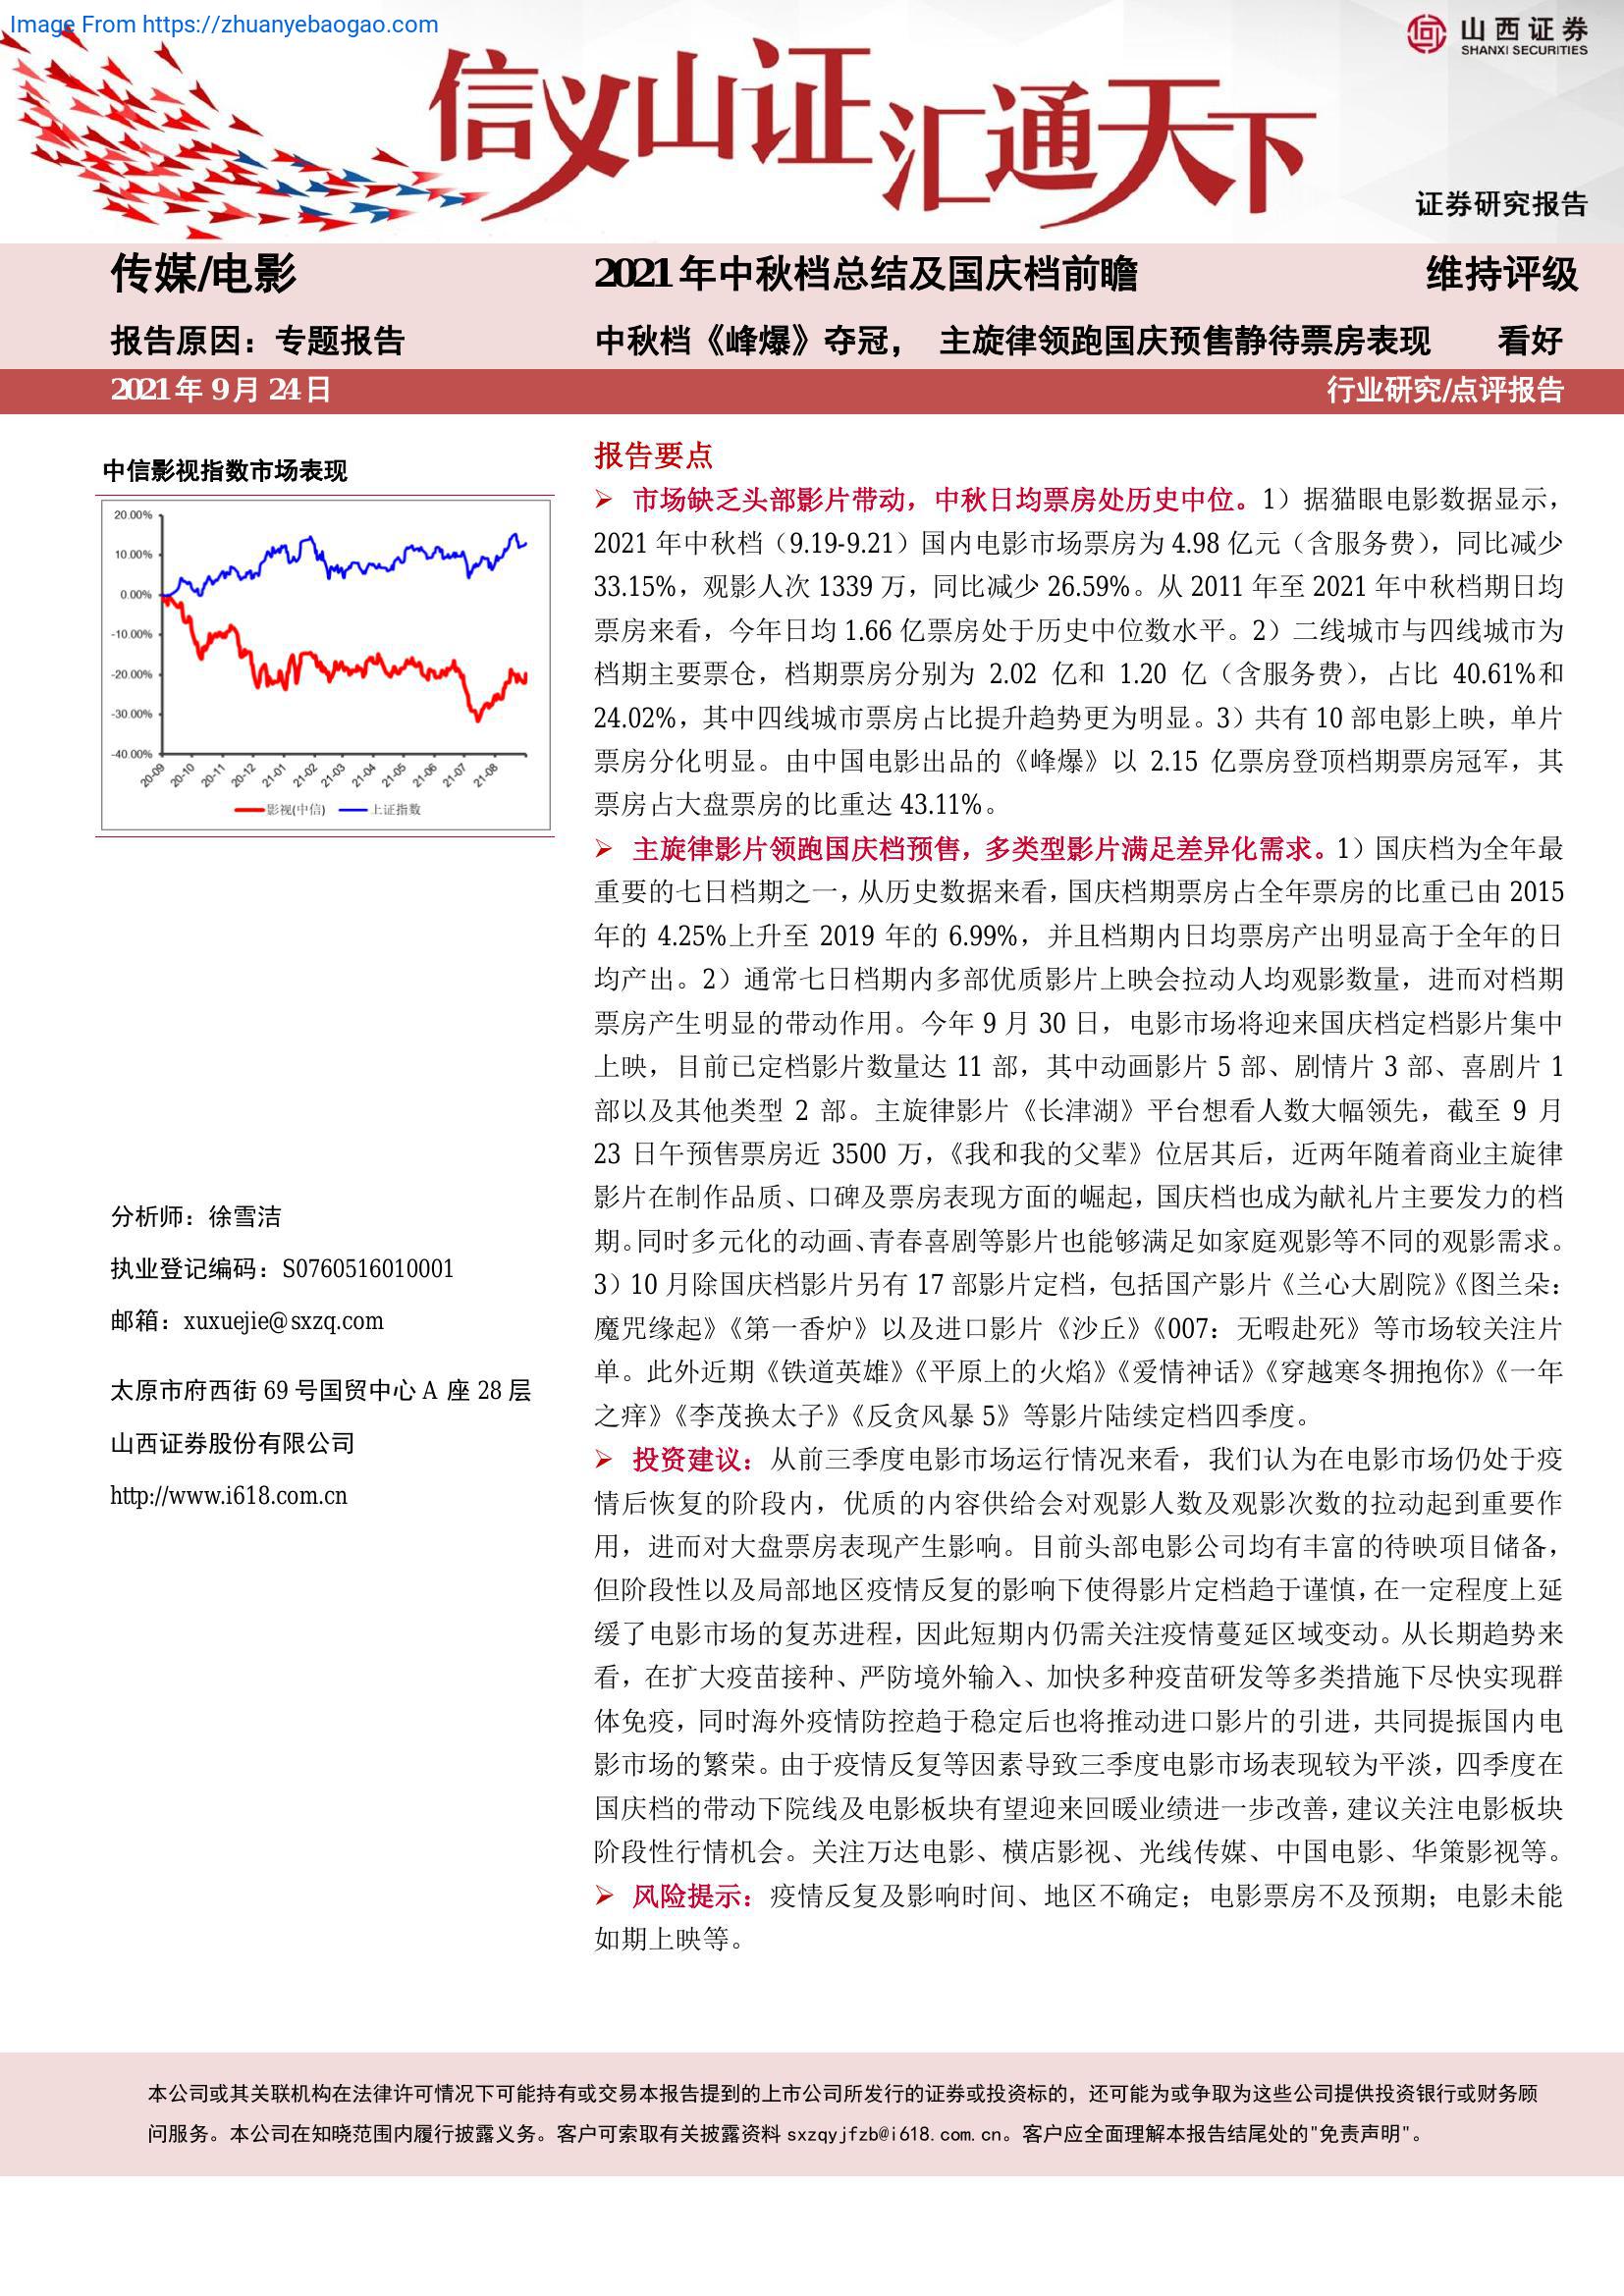 Image From https://zhuanyebaogao.com
山西证券
SHANXI SECURITIES
信义山证汇通天下
证券研究报告
传媒/电影
2021年中秋档总结及国庆档前瞻
维持评级
报告原因：专题报告
中秋档《峰爆》夺冠， 主旋律领跑国庆预售静待票房表现
看好
2021年 9月 24日
行业研究/点评报告
中信影视指数市场表现
20.00%
10.00%
0.00%
-10.00%
-20.00%
-30.00%
-40.00%
20-09 20-10 20-11 20-12 21-01 21-02 21-03 21-04 21-05 21-06 21-07 21-08
影视(中信) 上证指数
分析师：徐雪洁
执业登记编码：S0760516010001
邮箱：xuxuejie@sxzq.com
太原市府西街 69 号国贸中心 A 座 28 层
山西证券股份有限公司
http://www.i618.com.cn
报告要点
➢ 市场缺乏头部影片带动，中秋日均票房处历史中位。1）据猫眼电影数据显示，
2021 年中秋档（9.19-9.21）国内电影市场票房为 4.98 亿元（含服务费），同比减少
33.15%，观影人次 1339 万，同比减少 26.59%。从 2011 年至 2021 年中秋档期日均
票房来看，今年日均 1.66 亿票房处于历史中位数水平。2）二线城市与四线城市为
档期主要票仓，档期票房分别为 2.02 亿和 1.20 亿（含服务费），占比 40.61%和
24.02%，其中四线城市票房占比提升趋势更为明显。3）共有 10 部电影上映，单片
票房分化明显。由中国电影出品的《峰爆》以 2.15 亿票房登顶档期票房冠军，其
票房占大盘票房的比重达 43.11%。
➢ 主旋律影片领跑国庆档预售，多类型影片满足差异化需求。1）国庆档为全年最
重要的七日档期之一，从历史数据来看，国庆档期票房占全年票房的比重已由 2015
年的 4.25%上升至 2019 年的 6.99%，并且档期内日均票房产出明显高于全年的日
均产出。2）通常七日档期内多部优质影片上映会拉动人均观影数量，进而对档期
票房产生明显的带动作用。今年 9 月 30 日，电影市场将迎来国庆档定档影片集中
上映，目前已定档影片数量达 11 部，其中动画影片 5 部、剧情片 3 部、喜剧片 1
部以及其他类型 2 部。主旋律影片《长津湖》平台想看人数大幅领先，截至 9 月
23 日午预售票房近 3500 万，《我和我的父辈》位居其后，近两年随着商业主旋律
影片在制作品质、口碑及票房表现方面的崛起，国庆档也成为献礼片主要发力的档
期。同时多元化的动画、青春喜剧等影片也能够满足如家庭观影等不同的观影需求。
3）10 月除国庆档影片另有 17 部影片定档，包括国产影片《兰心大剧院》《图兰朵：
魔咒缘起》《第一香炉》以及进口影片《沙丘》《007：无暇赴死》等市场较关注片
单。此外近期《铁道英雄》《平原上的火焰》《爱情神话》《穿越寒冬拥抱你》《一年
之痒》《李茂换太子》《反贪风暴 5》等影片陆续定档四季度。
➢ 投资建议：从前三季度电影市场运行情况来看，我们认为在电影市场仍处于疫
情后恢复的阶段内，优质的内容供给会对观影人数及观影次数的拉动起到重要作
用，进而对大盘票房表现产生影响。目前头部电影公司均有丰富的待映项目储备，
但阶段性以及局部地区疫情反复的影响下使得影片定档趋于谨慎，在一定程度上延
缓了电影市场的复苏进程，因此短期内仍需关注疫情蔓延区域变动。从长期趋势来
看，在扩大疫苗接种、严防境外输入、加快多种疫苗研发等多类措施下尽快实现群
体免疫，同时海外疫情防控趋于稳定后也将推动进口影片的引进，共同提振国内电
影市场的繁荣。由于疫情反复等因素导致三季度电影市场表现较为平淡，四季度在
国庆档的带动下院线及电影板块有望迎来回暖业绩进一步改善，建议关注电影板块
阶段性行情机会。关注万达电影、横店影视、光线传媒、中国电影、华策影视等。
➢ 风险提示：疫情反复及影响时间、地区不确定；电影票房不及预期；电影未能
如期上映等。
本公司或其关联机构在法律许可情况下可能持有或交易本报告提到的上市公司所发行的证券或投资标的，还可能为或争取为这些公司提供投资银行或财务顾
问服务。本公司在知晓范围内履行披露义务。客户可索取有关披露资料 sxzqyjfzb@i618.com.cn。客户应全面理解本报告结尾处的"免责声明"。